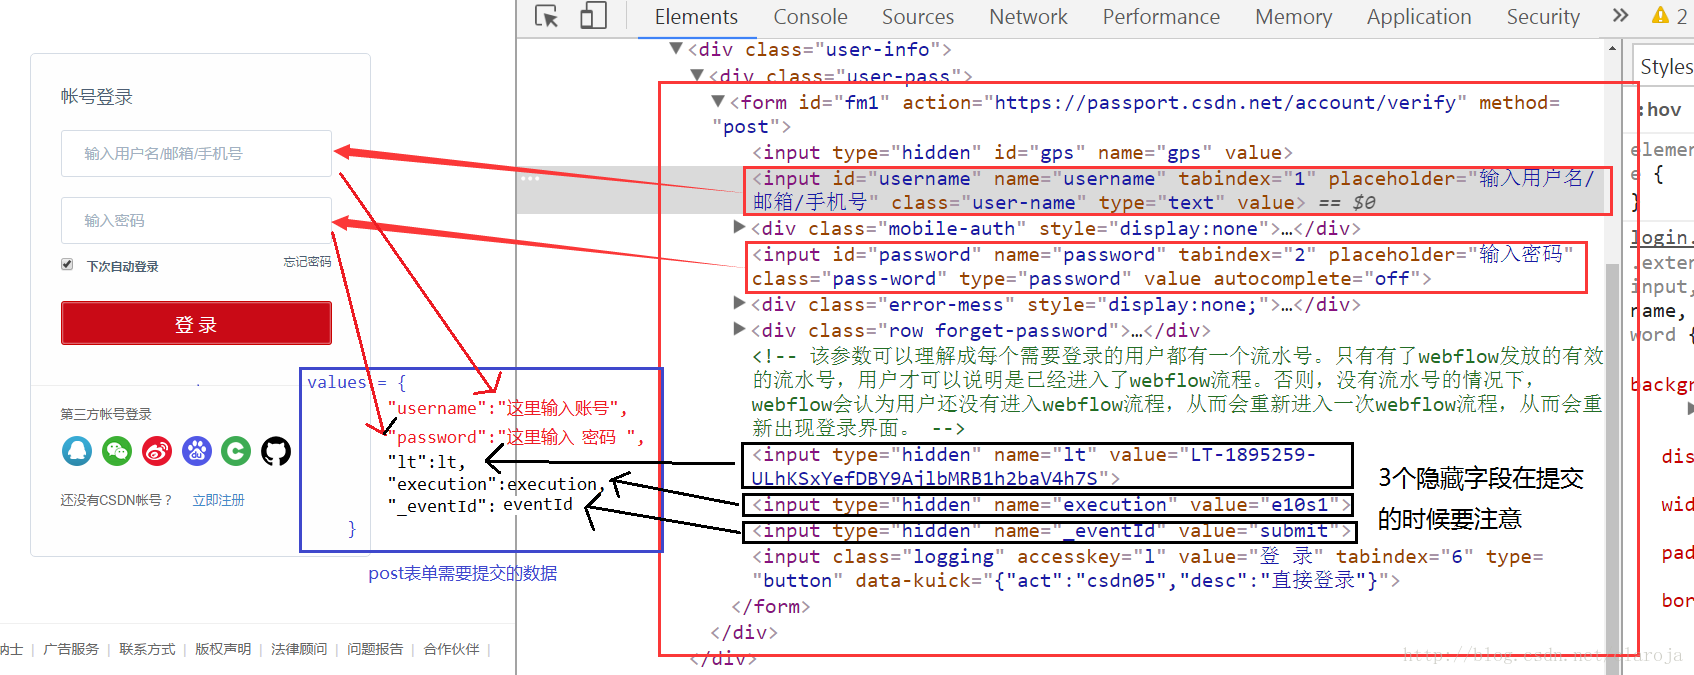 Elements Console Sources Network Performance Memory Application Security » 2
<div class="user-info">
<div class="user-pass">
<form id="fm1" action="https://passport.csdn.net/account/verify" method=
"post">
<input type="hidden" id="gps" name="gps" value>
<input id="username" name="username" tabindex="1" placeholder="输入用户名/
邮箱/手机号" class="user-name" type="text" value> == $0
<div class="mobile-auth" style="display:none">…</div>
<input id="password" name="password" tabindex="2" placeholder="输入密码"
class="pass-word" type="password" value autocomplete="off">
<div class="error-mess" style="display:none;">…</div>
<div class="row forget-password">…</div>
<!-- 该参数可以理解成每个需要登录的用户都有一个流水号。只有有了webflow发放的有效
的流水号，用户才可以说明是已经进入了webflow流程。否则，没有流水号的情况下，
webflow会认为用户还没有进入webflow流程，从而会重新进入一次webflow流程，从而会重
新出现登录界面。 -->
<input type="hidden" name="lt" value="LT-1895259-
ULhKSxYefDBY9AjlbMRB1h2baV4h7S">
<input type="hidden" name="execution" value="e10s1">
<input type="hidden" name="_eventId" value="submit">
<input class="logging" accesskey="l" value="登 录" tabindex="6" type=
"button" data-kuick="{"act":"csdn05","desc":"直接登录"}">
</form>
</div>
</div>
3个隐藏字段在提交
的时候要注意
Styles
:hov
elemen
e {
}
login.
.exter
input,
name,
word {
backgr
dis
wid
pad
bor
帐号登录
输入用户名/邮箱/手机号
输入密码
下次自动登录 忘记密码
登 录
第三方帐号登录
还没有CSDN帐号？ 立即注册
values = {
"username":"这里输入账号",
"password":"这里输入 密码 ",
"lt":lt,
"execution":execution,
"_eventId": eventId
}
post表单需要提交的数据
纳士 | 广告服务 | 联系方式 | 版权声明 | 法律顾问 | 问题报告 | 合作伙伴 |